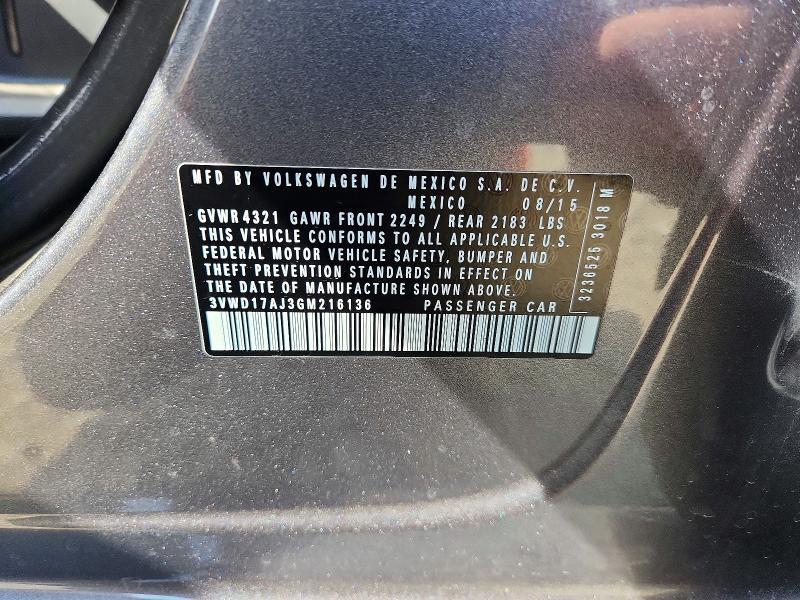 MFD BY VOLKSWAGEN DE MEXICO S.A. DE C.V.
MEXICO 08/15
GVWR 4321 GAWR FRONT 2249 / REAR 2183 LBS
THIS VEHICLE CONFORMS TO ALL APPLICABLE U.S.
FEDERAL MOTOR VEHICLE SAFETY, BUMPER AND
THEFT PREVENTION STANDARDS IN EFFECT ON
THE DATE OF MANUFACTURE SHOWN ABOVE.
3VWD17AJ3GM216136 PASSENGER CAR
3236526 3018 M